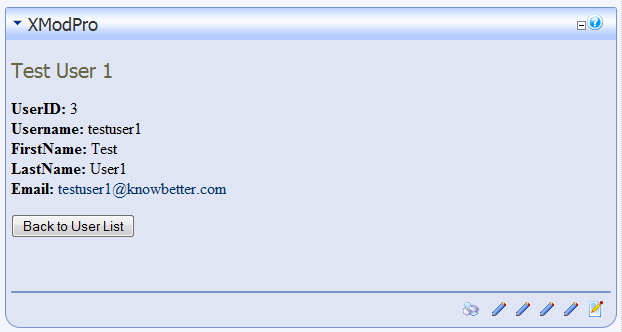 XModPro
Test User 1
UserID: 3
Username: testuser1
FirstName: Test
LastName: User1
Email: testuser1@knowbetter.com
Back to User List